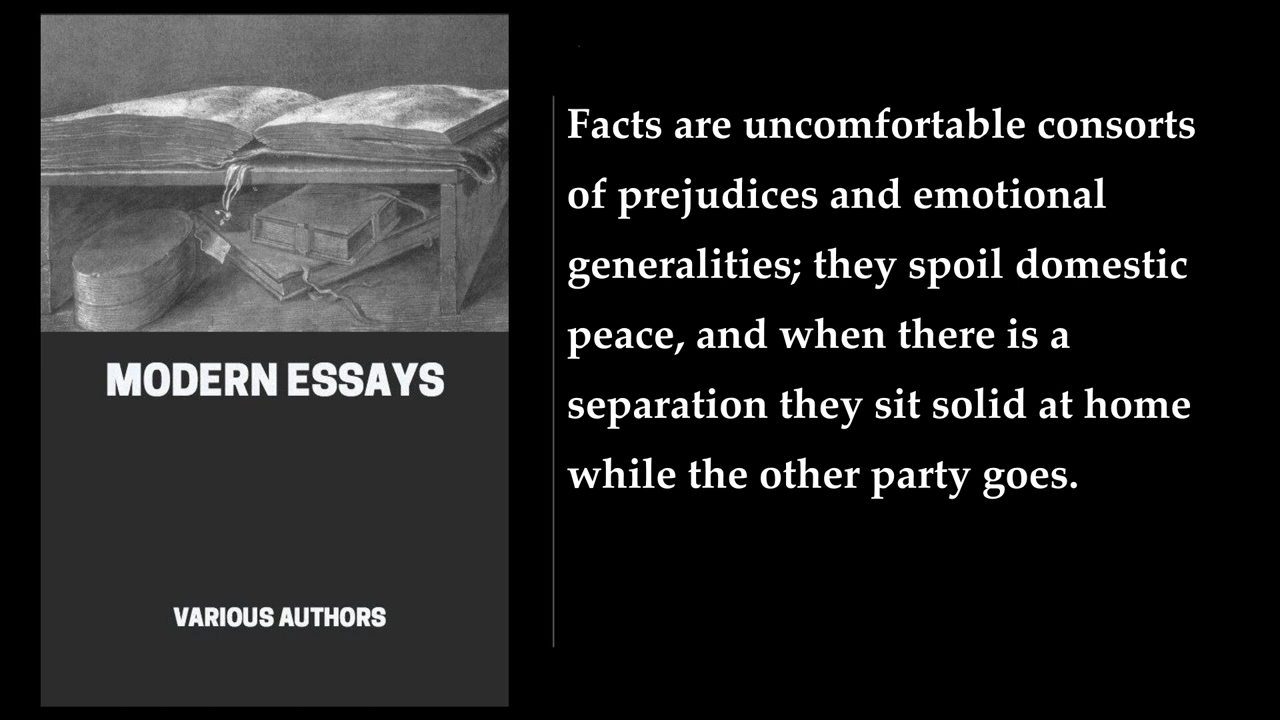 MODERN ESSAYS
VARIOUS AUTHORS
Facts are uncomfortable consorts
of prejudices and emotional
generalities; they spoil domestic
peace, and when there is a
separation they sit solid at home
while the other party goes.